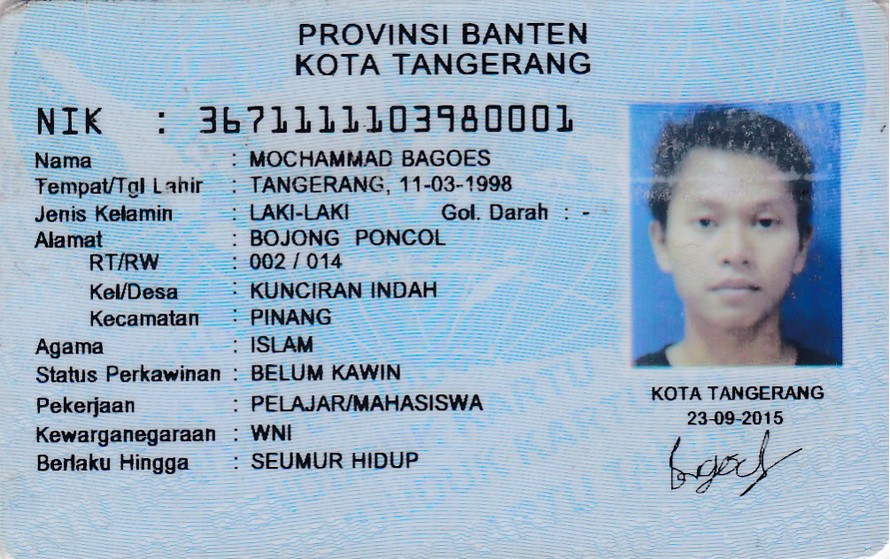 PROVINSI BANTEN
KOTA TANGERANG
NIK : 3671111103980001
Nama : MOCHAMMAD BAGOES
Tempat/Tgl Lahir : TANGERANG, 11-03-1998
Jenis Kelamin : LAKI-LAKI Gol. Darah : -
Alamat : BOJONG PONCOL
RT/RW : 002 / 014
Kel/Desa : KUNCIRAN INDAH
Kecamatan : PINANG
Agama : ISLAM
Status Perkawinan : BELUM KAWIN
Pekerjaan : PELAJAR/MAHASISWA
Kewarganegaraan : WNI
Berlaku Hingga : SEUMUR HIDUP
KOTA TANGERANG
23-09-2015